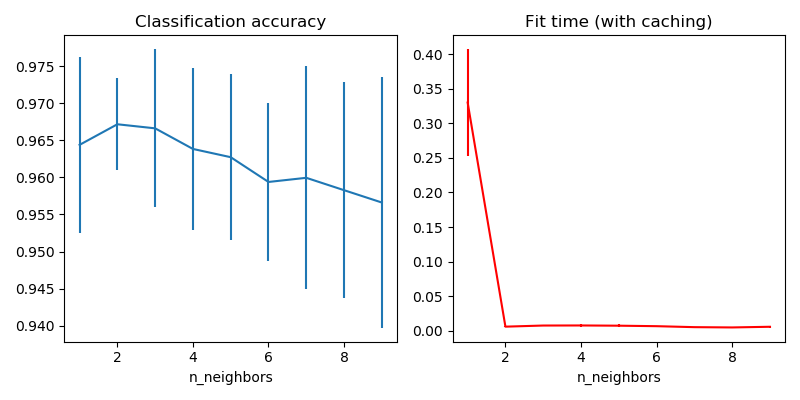 Classification accuracy
0.975
0.970
0.965
0.960
0.955
0.950
0.945
0.940
2 4 6 8
n_neighbors
Fit time (with caching)
0.40
0.35
0.30
0.25
0.20
0.15
0.10
0.05
0.00
2 4 6 8
n_neighbors